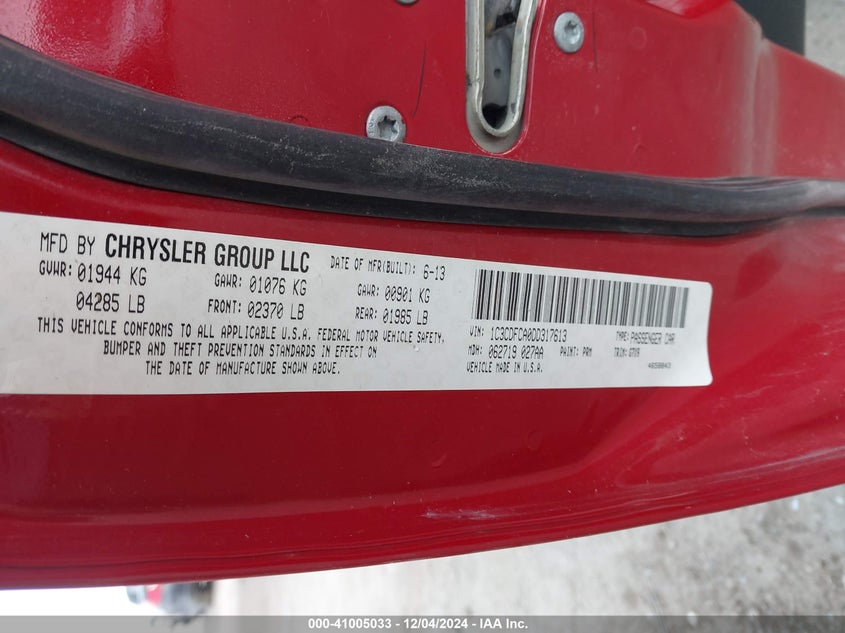 MFD BY CHRYSLER GROUP LLC
DATE OF MFR(BUILT): 6-13
GVWR: 01944 KG
GAWR: 01076 KG
GAWR: 00901 KG
04285 LB
FRONT: 02370 LB
REAR: 01985 LB
THIS VEHICLE CONFORMS TO ALL APPLICABLE U.S.A. FEDERAL MOTOR VEHICLE SAFETY,
BUMPER AND THEFT PREVENTION STANDARDS IN EFFECT ON
THE DATE OF MANUFACTURE SHOWN ABOVE.
VIN: 1C3CDFCA0DD317613
TYPE: PASSENGER CAR
MDH: 062719 027AA
PAINT: PRM
TRIM:
VEHICLE MADE IN U.S.A.
000-41005033 - 12/04/2024 - IAA Inc.